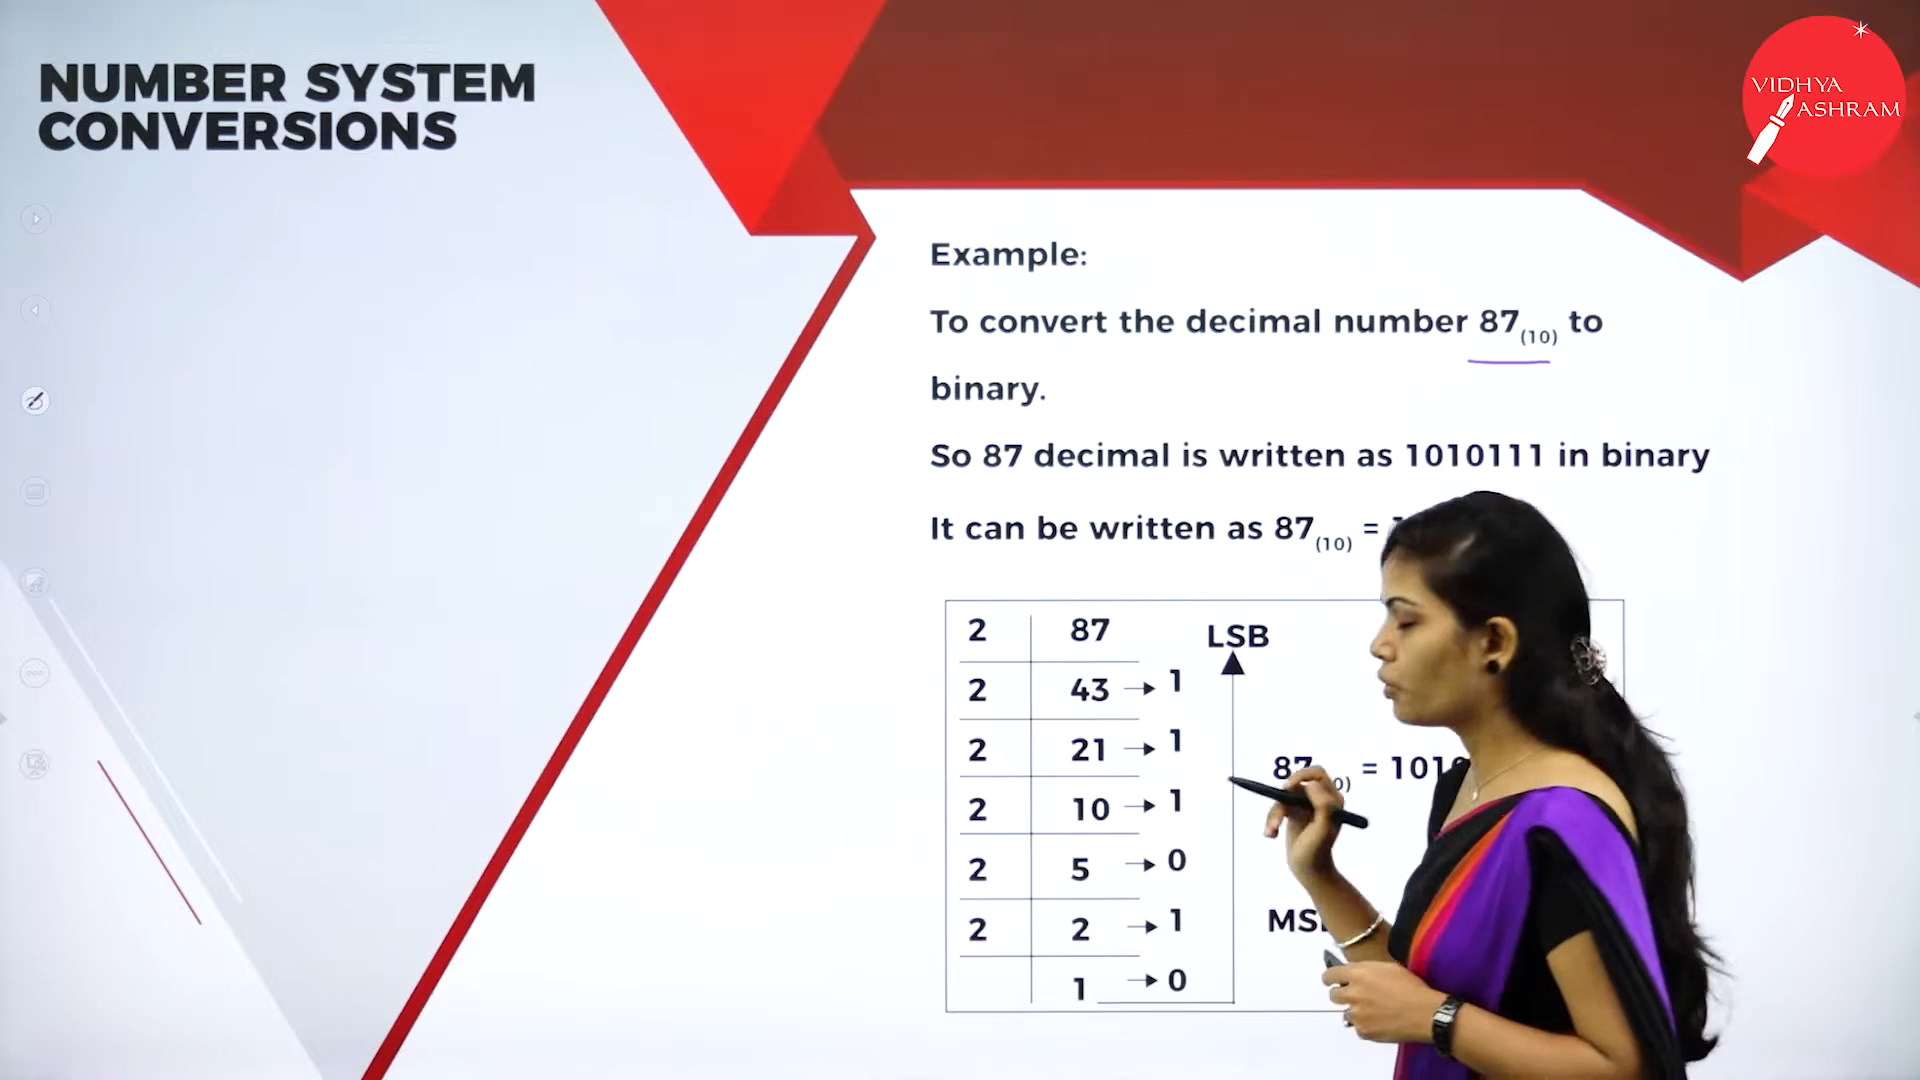 NUMBER SYSTEM
CONVERSIONS
VIDHYA
ASHRAM
Example:
To convert the decimal number 87(10) to
binary.
So 87 decimal is written as 1010111 in binary
It can be written as 87(10) =
2 87 LSB
2 43 → 1
2 21 → 1
87 = 1010
2 10 → 1
2 5 → 0
2 2 → 1
1 → 0